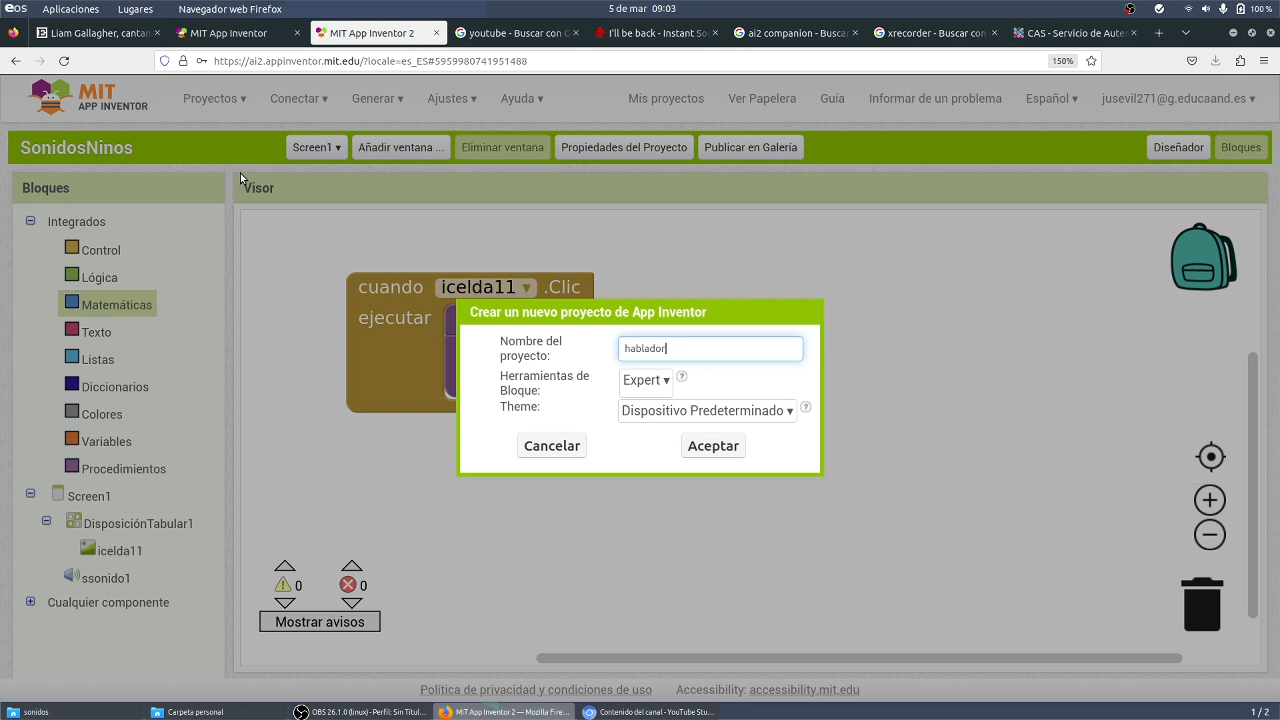 eos Aplicaciones Lugares Navegador web Firefox 5 de mar 09:03 100 %
Liam Gallagher, cantan MIT App Inventor MIT App Inventor 2 youtube - Buscar con G I'll be back - Instant So ai2 companion - Busca xrecorder - Buscar con CAS - Servicio de Auten
https://ai2.appinventor.mit.edu/?locale=es_ES#5959980741951488 150%
MIT
APP INVENTOR
Proyectos ▾ Conectar ▾ Generar ▾ Ajustes ▾ Ayuda ▾ Mis proyectos Ver Papelera Guía Informar de un problema Español ▾ jusevil271@g.educaand.es ▾
SonidosNinos Screen1 ▾ Añadir ventana ... Eliminar ventana Propiedades del Proyecto Publicar en Galería Diseñador Bloques
Bloques Visor
Integrados
Control
Lógica
Matemáticas
Texto
Listas
Diccionarios
Colores
Variables
Procedimientos
Screen1
DisposiciónTabular1
icelda11
ssonido1
Cualquier componente
cuando icelda11 ▾ .Clic
ejecutar
Crear un nuevo proyecto de App Inventor
Nombre del proyecto: hablador
Herramientas de Bloque: Expert ▾ ?
Theme: Dispositivo Predeterminado ▾ ?
Cancelar Aceptar
0 0
Mostrar avisos
Política de privacidad y condiciones de uso Accessibility: accessibility.mit.edu
sonidos Carpeta personal OBS 26.1.0 (linux) - Perfil: Sin Titul... MIT App Inventor 2 — Mozilla Fire... Contenido del canal - YouTube Stu... 1 / 2